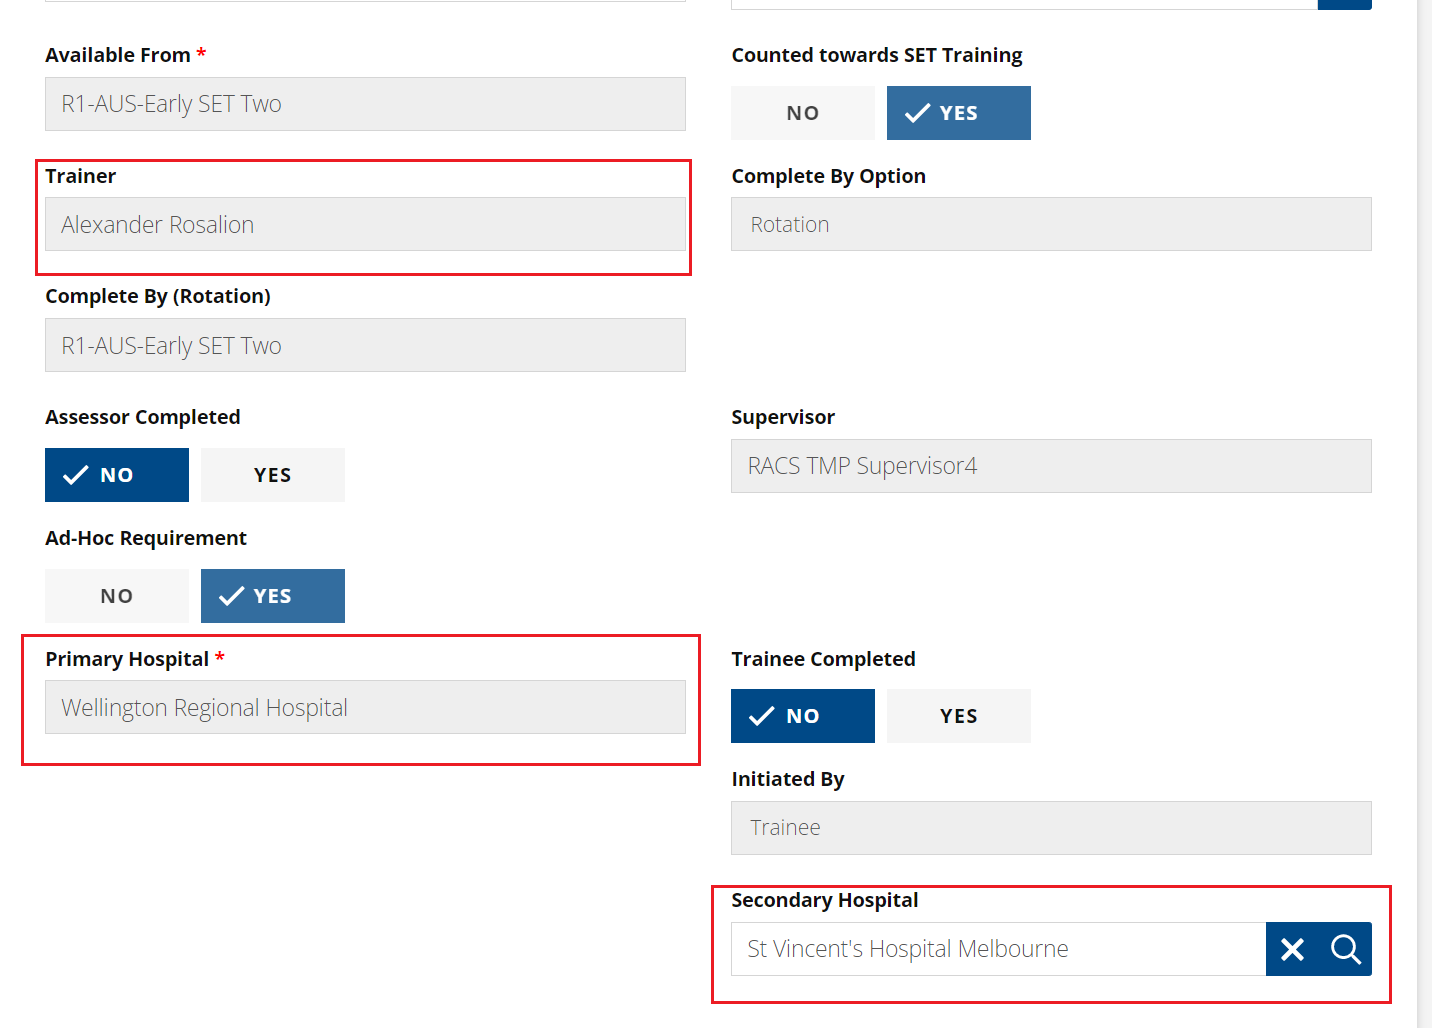 Available From *
Counted towards SET Training
R1-AUS-Early SET Two
NO
YES
Trainer
Complete By Option
Alexander Rosalion
Rotation
Complete By (Rotation)
R1-AUS-Early SET Two
Assessor Completed
Supervisor
NO
YES
RACS TMP Supervisor4
Ad-Hoc Requirement
NO
YES
Primary Hospital *
Trainee Completed
Wellington Regional Hospital
NO
YES
Initiated By
Trainee
Secondary Hospital
St Vincent's Hospital Melbourne